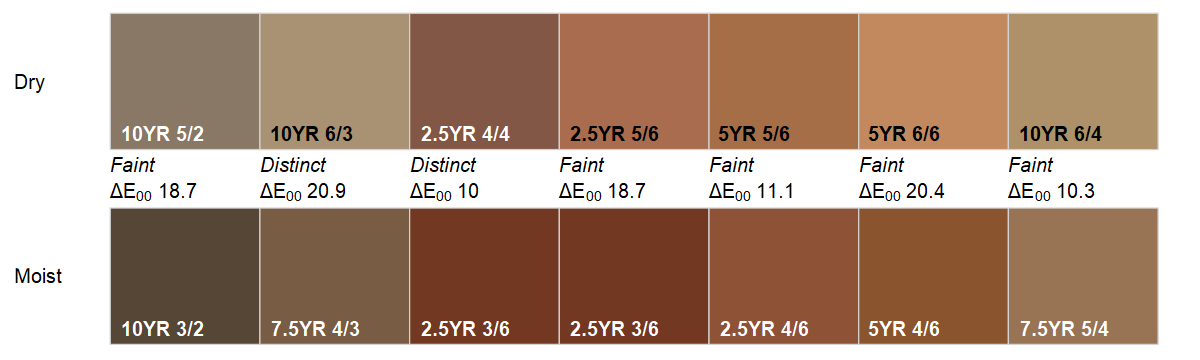 Dry
10YR 5/2 10YR 6/3 2.5YR 4/4 2.5YR 5/6 5YR 5/6 5YR 6/6 10YR 6/4
Faint Distinct Distinct Faint Faint Faint Faint
ΔE₀₀ 18.7 ΔE₀₀ 20.9 ΔE₀₀ 10 ΔE₀₀ 18.7 ΔE₀₀ 11.1 ΔE₀₀ 20.4 ΔE₀₀ 10.3
Moist
10YR 3/2 7.5YR 4/3 2.5YR 3/6 2.5YR 3/6 2.5YR 4/6 5YR 4/6 7.5YR 5/4